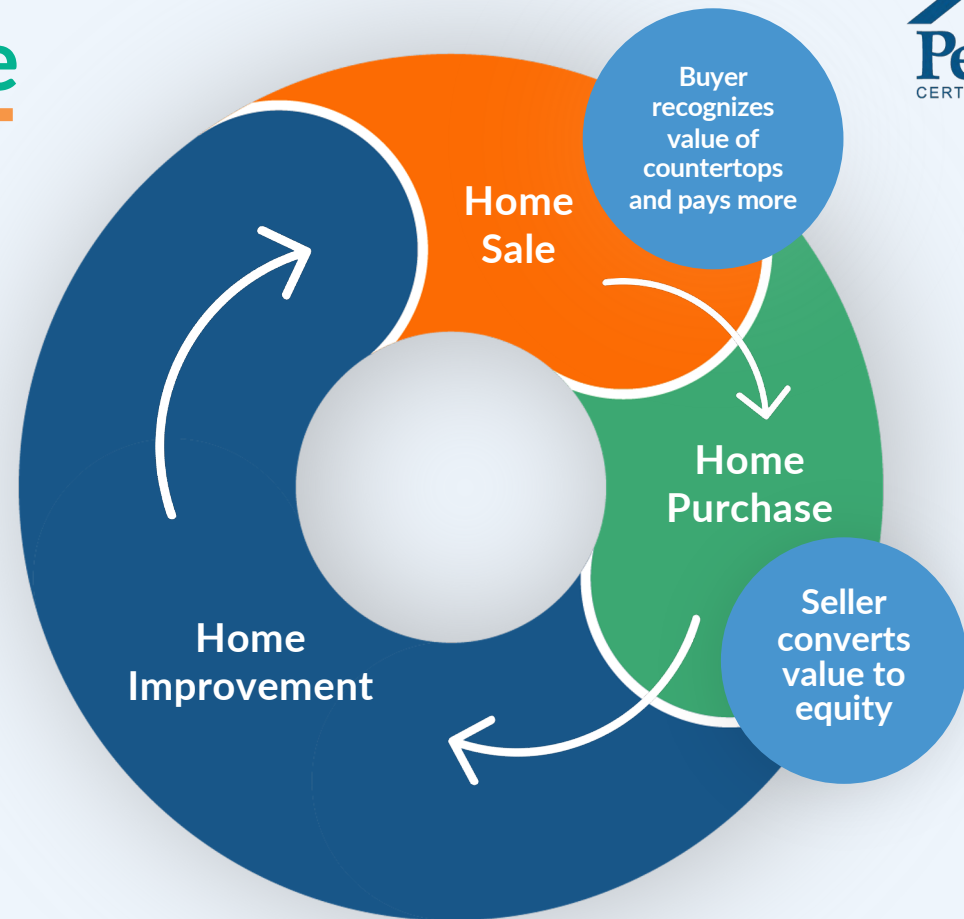 Buyer
recognizes
value of
countertops
and pays more
Home
Sale
Home
Purchase
Seller
converts
value to
equity
Home
Improvement